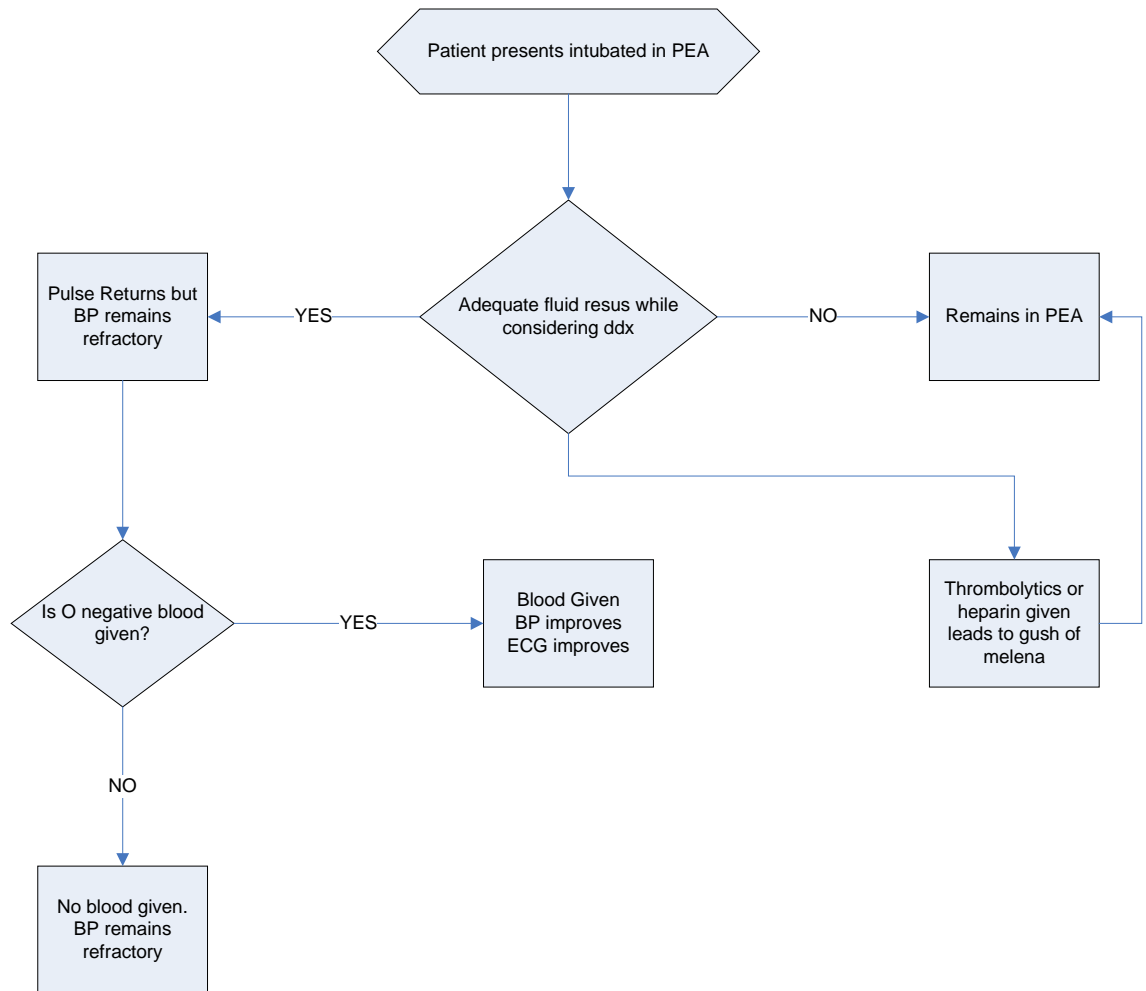 Patient presents intubated in PEA
Pulse Returns but
BP remains
refractory
YES
Adequate fluid resus while
considering ddx
NO
Remains in PEA
Is O negative blood
given?
YES
Blood Given
BP improves
ECG improves
Thrombolytics or
heparin given
leads to gush of
melena
NO
No blood given.
BP remains
refractory